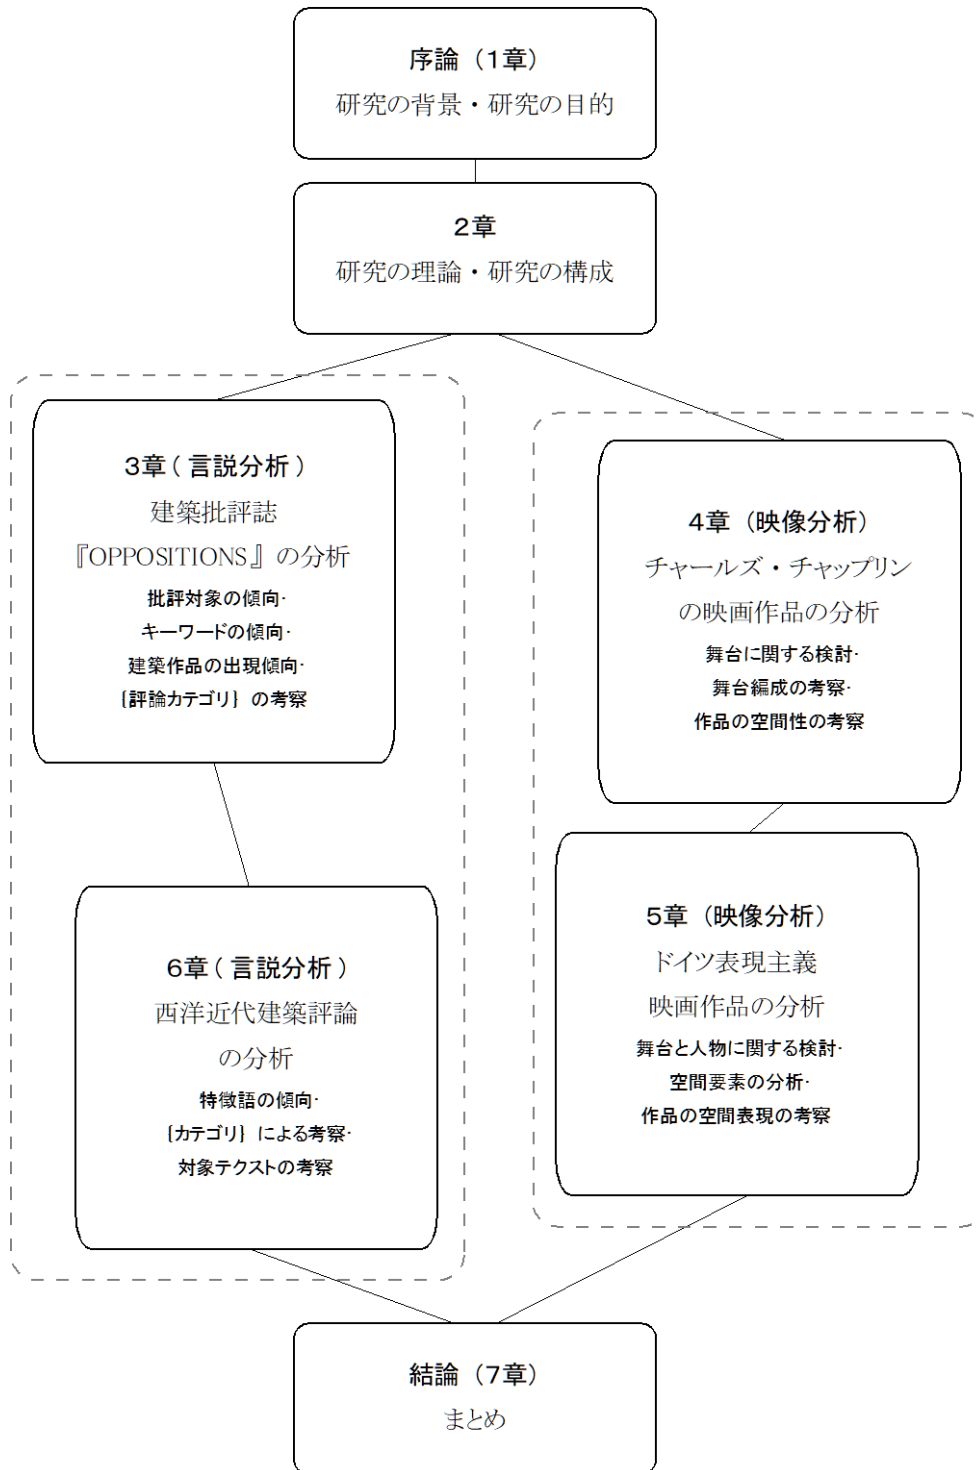 序論（1章）
研究の背景・研究の目的
2章
研究の理論・研究の構成
3章( 言説分析 )
建築批評誌
『OPPOSITIONS』の分析
批評対象の傾向･
キーワードの傾向･
建築作品の出現傾向･
{評論カテゴリ} の考察
4章（映像分析）
チャールズ・チャップリン
の映画作品の分析
舞台に関する検討･
舞台編成の考察･
作品の空間性の考察
5章（映像分析）
ドイツ表現主義
映画作品の分析
舞台と人物に関する検討･
空間要素の分析･
作品の空間表現の考察
6章( 言説分析 )
西洋近代建築評論
の分析
特徴語の傾向･
{カテゴリ} による考察･
対象テクストの考察
結論（7章）
まとめ